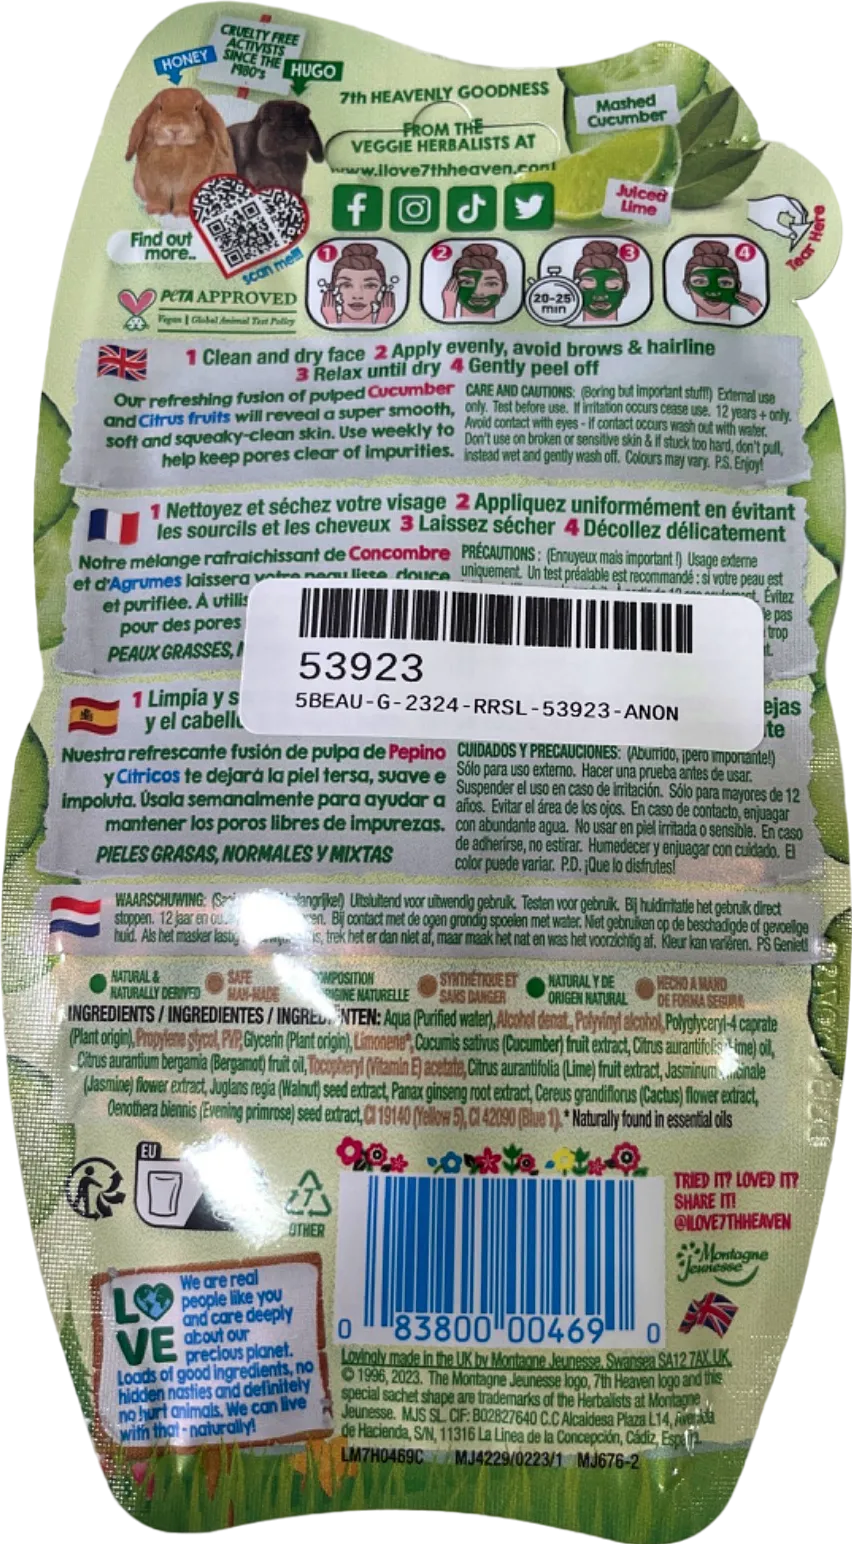 CRUELTY FREE
ACTIVISTS
SINCE THE
1980's
HONEY
HUGO
7th HEAVENLY GOODNESS
FROM THE
VEGGIE HERBALISTS AT
www.ilove7thheaven.com
Mashed
Cucumber
Juiced
Lime
Tear Here
Find out
more..
scan me!!!
PETA APPROVED
Vegan | Global Animal Test Policy
1
2
3
4
20-25
min
1 Clean and dry face 2 Apply evenly, avoid brows & hairline
3 Relax until dry 4 Gently peel off
Our refreshing fusion of pulped Cucumber
and Citrus fruits will reveal a super smooth,
soft and squeaky-clean skin. Use weekly to
help keep pores clear of impurities.
CARE AND CAUTIONS: (Boring but important stuff!) External use
only. Test before use. If irritation occurs cease use. 12 years + only.
Avoid contact with eyes - if contact occurs wash out with water.
Don't use on broken or sensitive skin & if stuck too hard, don't pull,
instead wet and gently wash off. Colours may vary. P.S. Enjoy!
1 Nettoyez et séchez votre visage 2 Appliquez uniformément en évitant
les sourcils et les cheveux 3 Laissez sécher 4 Décollez délicatement
Notre mélange rafraichissant de Concombre
et d'Agrumes laissera votre peau lisse, douce
et purifiée. À utilis
pour des pores
PEAUX GRASSES,
PRÉCAUTIONS : (Ennuyeux mais important !) Usage externe
uniquement. Un test préalable est recommandé : si votre peau est
Évitez
pas
trop
53923
5BEAU-G-2324-RRSL-53923-ANON
1 Limpia y s
y el cabell
ejas
te
Nuestra refrescante fusión de pulpa de Pepino
y Cítricos te dejará la piel tersa, suave e
impoluta. Úsala semanalmente para ayudar a
mantener los poros libres de impurezas.
PIELES GRASAS, NORMALES Y MIXTAS
CUIDADOS Y PRECAUCIONES: (Aburrido, ¡pero importante!)
Sólo para uso externo. Hacer una prueba antes de usar.
Suspender el uso en caso de irritación. Sólo para mayores de 12
años. Evitar el área de los ojos. En caso de contacto, enjuagar
con abundante agua. No usar en piel irritada o sensible. En caso
de adherirse, no estirar. Humedecer y enjuagar con cuidado. El
color puede variar. P.D. ¡Que lo disfrutes!
WAARSCHUWING: Uitsluitend voor uitwendig gebruik. Testen voor gebruik. Bij huidirritatie het gebruik direct
stoppen. 12 jaar en Bij contact met de ogen grondig spoelen met water. Niet gebruiken op de beschadigde of gevoelige
huid. Als het masker lastig trek het er dan niet af, maar maak het nat en was het voorzichtig af. Kleur kan variëren. PS Geniet!
NATURAL &
NATURALLY DERIVED
SAFE
MAN-MADE
COMPOSITION
ORIGINE NATURELLE
SYNTHÉTIQUE ET
SANS DANGER
NATURAL Y DE
ORIGEN NATURAL
HECHO A MANO
DE FORMA SEGURA
INGREDIENTS / INGREDIENTES / INGREDIËNTEN: Aqua (Purified water), Alcohol denat., Polyvinyl alcohol, Polyglyceryl-4 caprate
(Plant origin), Propylene glycol, PVP, Glycerin (Plant origin), Limonene*, Cucumis sativus (Cucumber) fruit extract, Citrus aurantifolia (Lime) oil,
Citrus aurantium bergamia (Bergamot) fruit oil, Tocopheryl (Vitamin E) acetate, Citrus aurantifolia (Lime) fruit extract, Jasminum officinale
(Jasmine) flower extract, Juglans regia (Walnut) seed extract, Panax ginseng root extract, Cereus grandiflorus (Cactus) flower extract,
Oenothera biennis (Evening primrose) seed extract, CI 19140 (Yellow 5), CI 42090 (Blue 1). * Naturally found in essential oils
EU
7
OTHER
TRIED IT? LOVED IT?
SHARE IT!
@ILOVE7THHEAVEN
Montagne
Jeunesse
0 83800 00469 0
LOVE
We are real
people like you
and care deeply
about our
precious planet.
Loads of good ingredients, no
hidden nasties and definitely
no hurt animals. We can live
with that - naturally!
Lovingly made in the UK by Montagne Jeunesse, Swansea SA12 7AX, UK.
© 1996, 2023. The Montagne Jeunesse logo, 7th Heaven logo and this
special sachet shape are trademarks of the Herbalists at Montagne
Jeunesse. MJS SL. CIF: B02827640 C.C Alcaidesa Plaza L14, Avenida
de Hacienda, S/N, 11316 La Linea de la Concepción, Cádiz, España.
LM7H0469C MJ4229/0223/1 MJ676-2